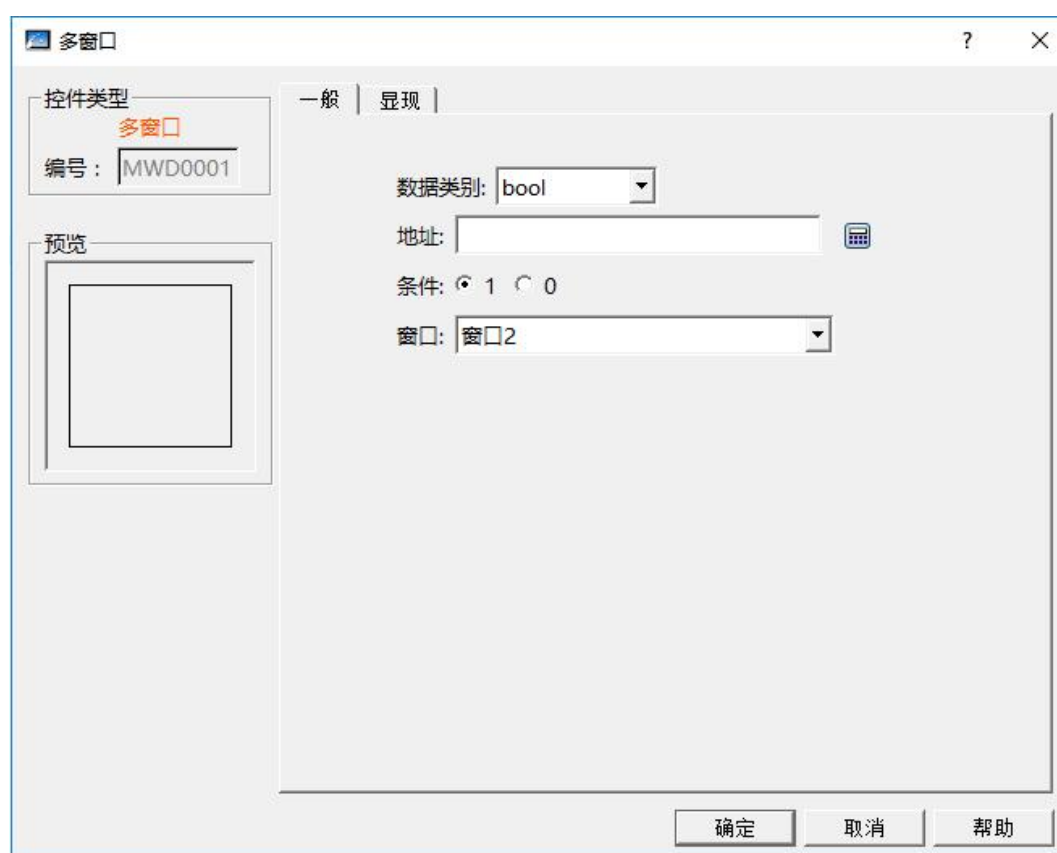 多窗口
?
控件类型
多窗口
编号： MWD0001
预览
一般
显现
数据类别: bool
地址:
条件: 1 0
窗口: 窗口2
确定
取消
帮助